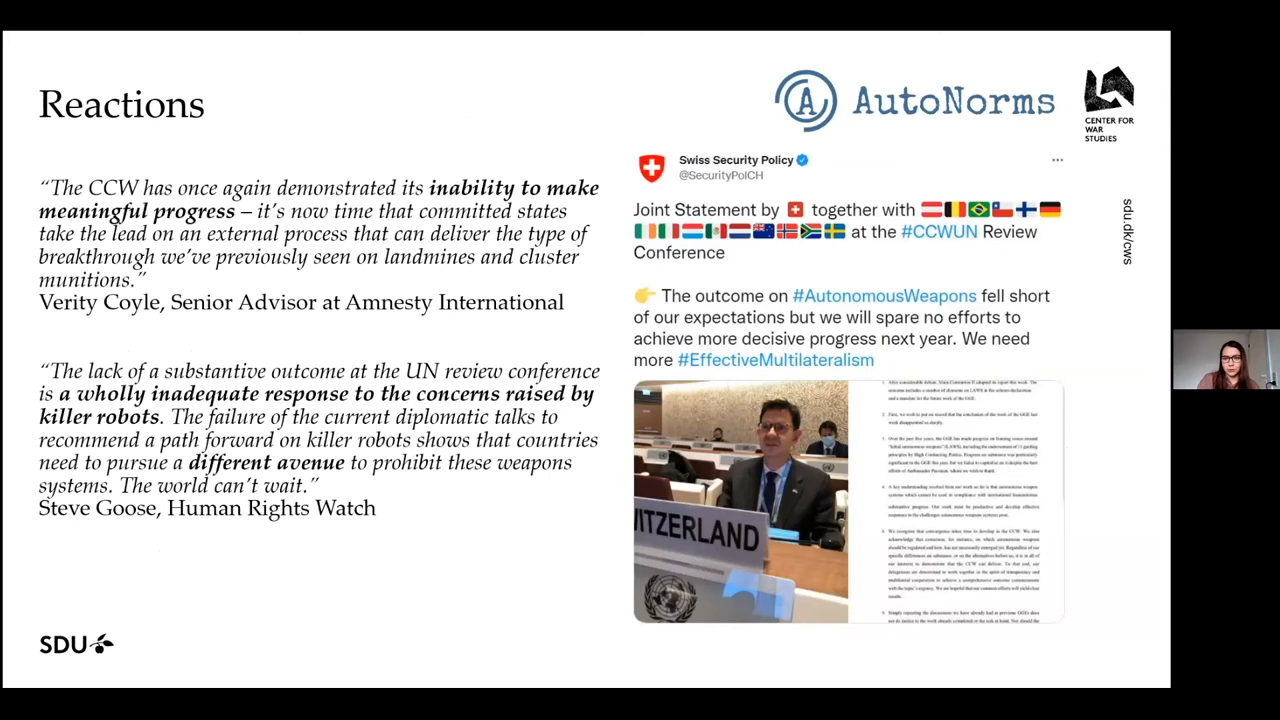 Reactions
AutoNorms
CENTER FOR
WAR
STUDIES
sdu.dk/cws
“The CCW has once again demonstrated its inability to make
meaningful progress – it’s now time that committed states
take the lead on an external process that can deliver the type of
breakthrough we’ve previously seen on landmines and cluster
munitions.”
Verity Coyle, Senior Advisor at Amnesty International
“The lack of a substantive outcome at the UN review conference
is a wholly inadequate response to the concerns raised by
killer robots. The failure of the current diplomatic talks to
recommend a path forward on killer robots shows that countries
need to pursue a different avenue to prohibit these weapons
systems. The world can’t wait.”
Steve Goose, Human Rights Watch
Swiss Security Policy
@SecurityPolCH
Joint Statement by together with
at the #CCWUN Review
Conference
The outcome on #AutonomousWeapons fell short
of our expectations but we will spare no efforts to
achieve more decisive progress next year. We need
more #EffectiveMultilateralism
WITZERLAND
SDU